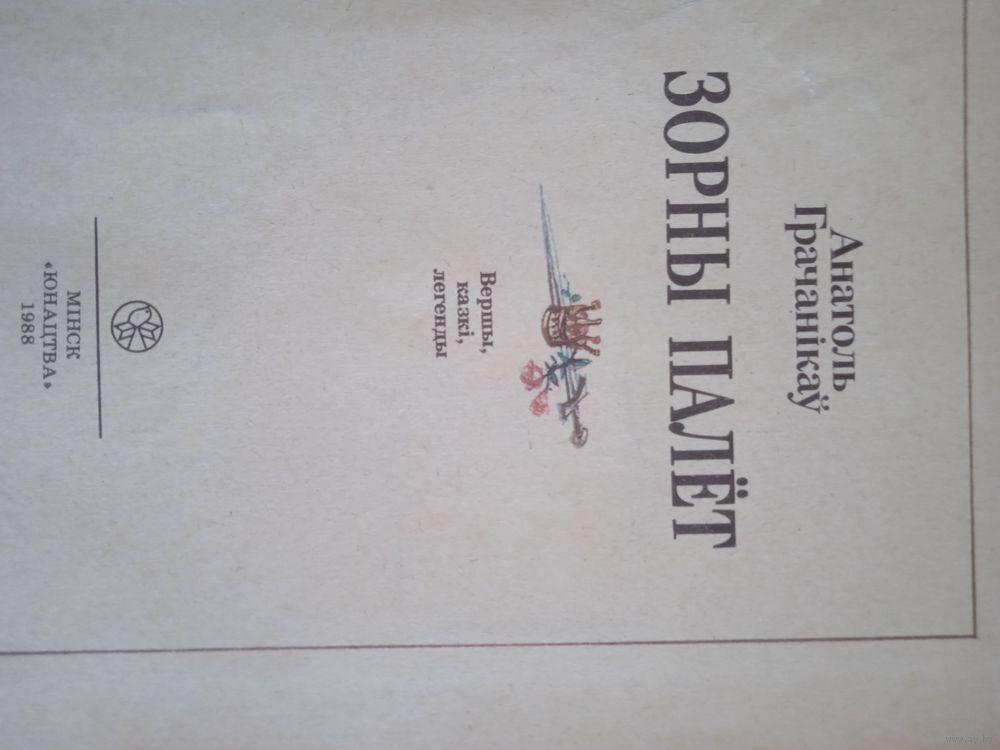 Анатоль
Грачанікаў
ЗОРНЫ ПАЛЁТ
Вершы,
казкі,
легенды
МІНСК
«ЮНАЦТВА»
1988